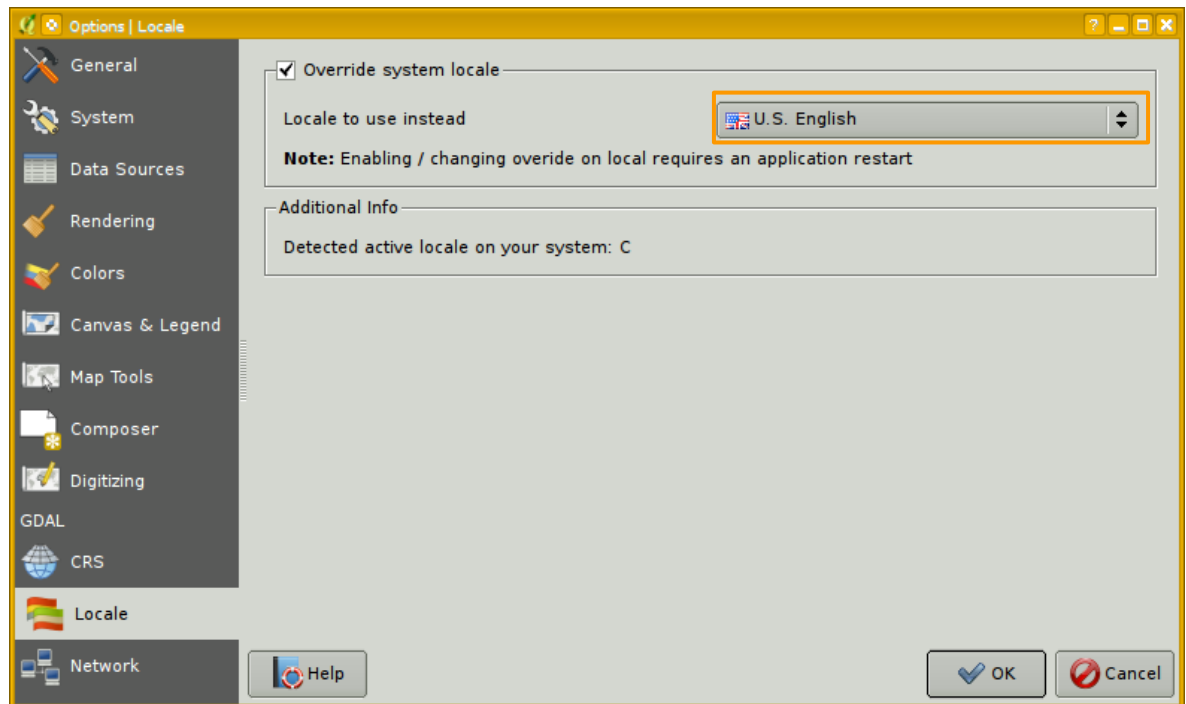 Options | Locale
General
System
Data Sources
Rendering
Colors
Canvas & Legend
Map Tools
Composer
Digitizing
GDAL
CRS
Locale
Network
Override system locale
Locale to use instead
U.S. English
Note: Enabling / changing overide on local requires an application restart
Additional Info
Detected active locale on your system: C
Help
OK
Cancel